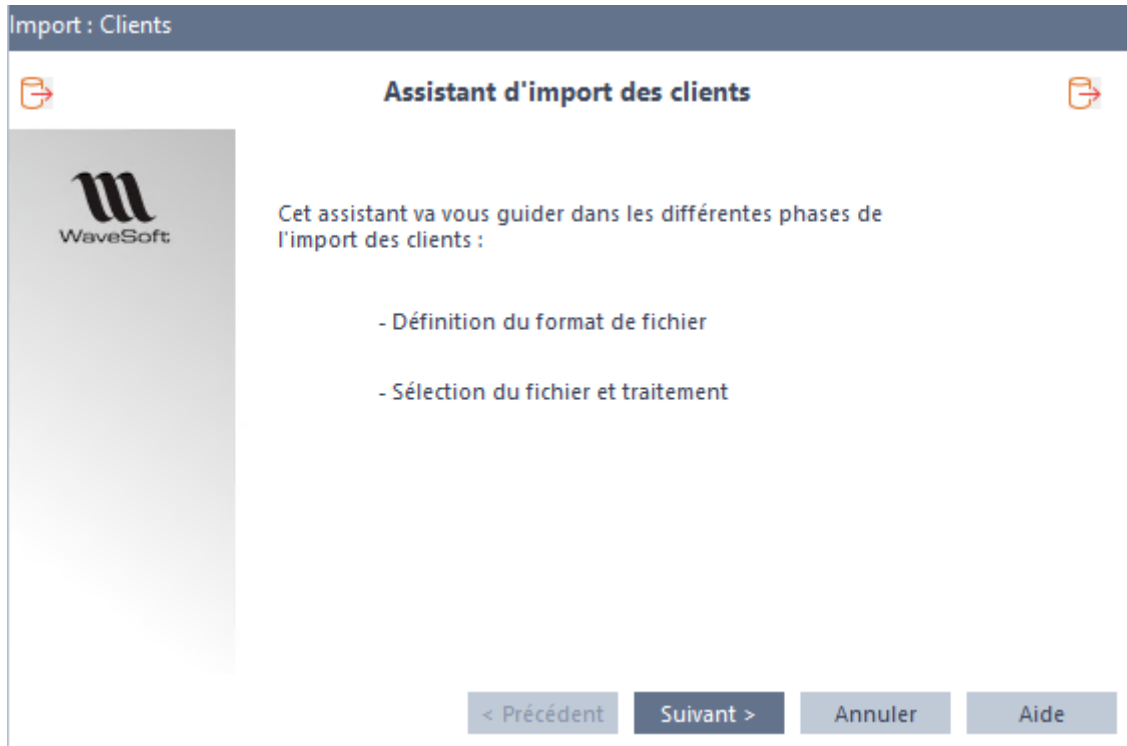 Import : Clients
Assistant d'import des clients
WaveSoft
Cet assistant va vous guider dans les différentes phases de
l'import des clients :
- Définition du format de fichier
- Sélection du fichier et traitement
< Précédent
Suivant >
Annuler
Aide